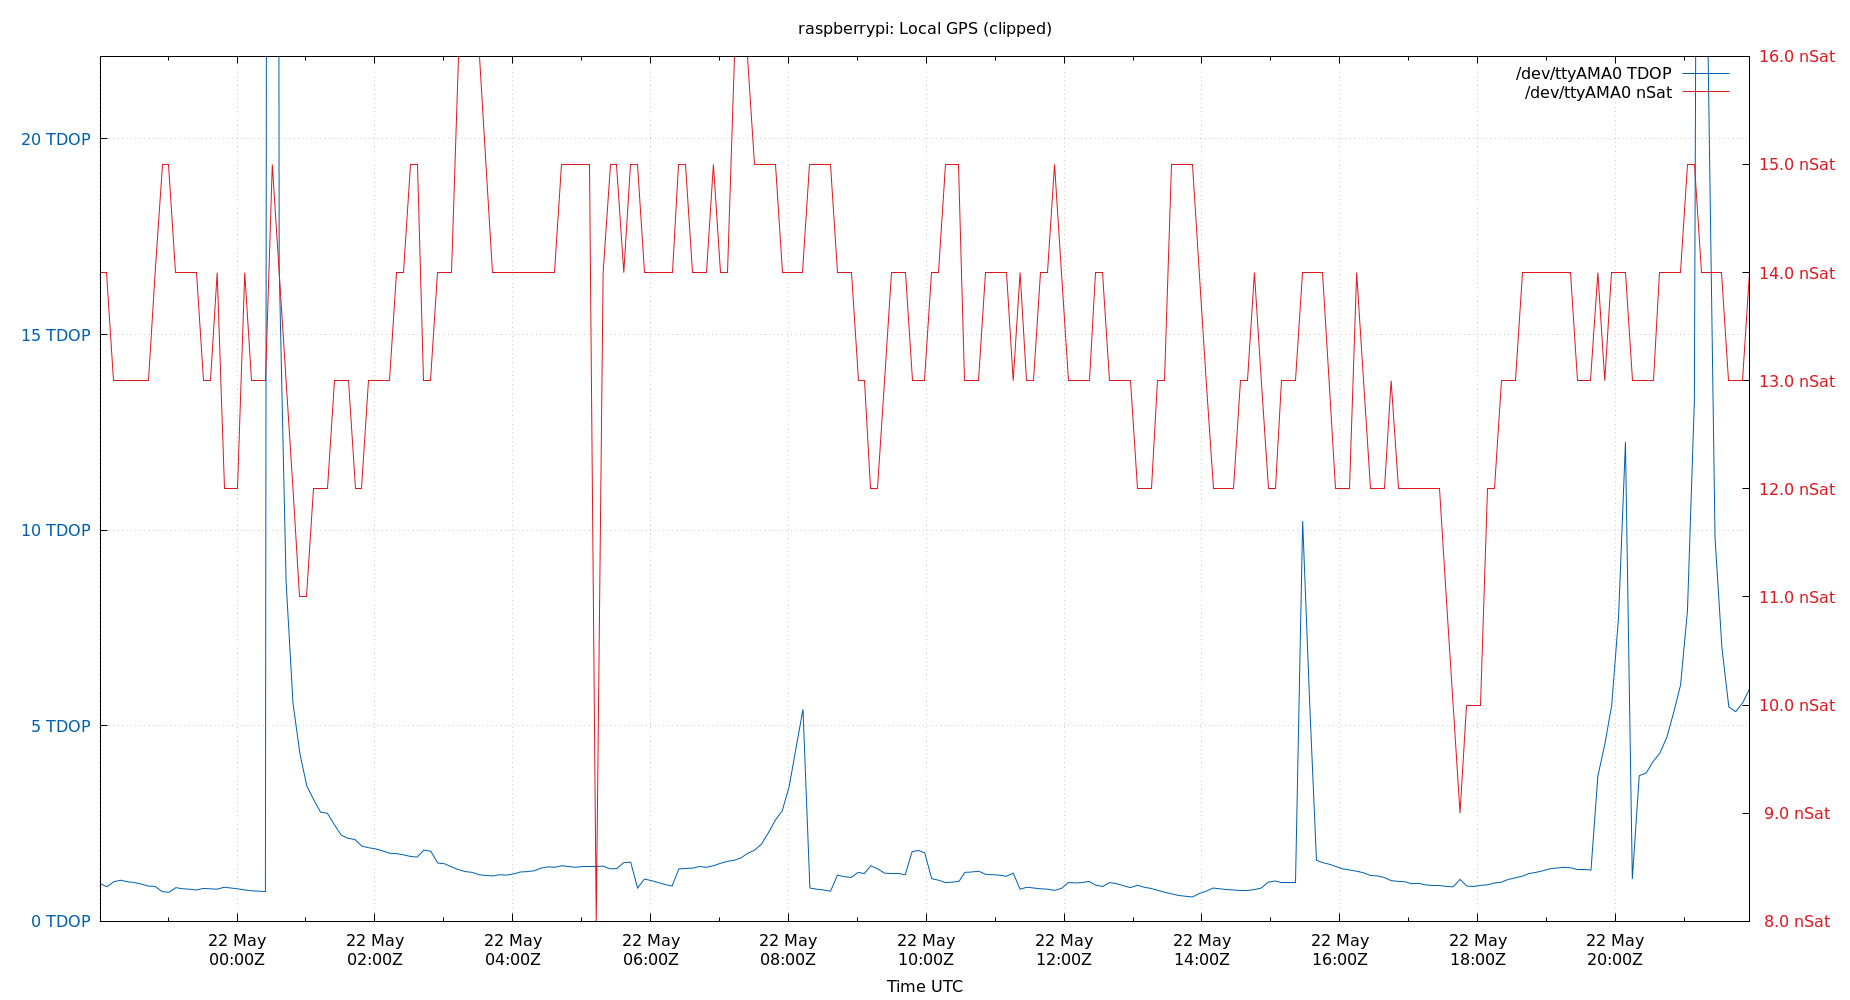 raspberrypi: Local GPS (clipped)
/dev/ttyAMA0 TDOP
/dev/ttyAMA0 nSat
20 TDOP
15 TDOP
10 TDOP
5 TDOP
0 TDOP
16.0 nSat
15.0 nSat
14.0 nSat
13.0 nSat
12.0 nSat
11.0 nSat
10.0 nSat
9.0 nSat
8.0 nSat
22 May 22 May 22 May 22 May 22 May 22 May 22 May 22 May 22 May 22 May 22 May
00:00Z 02:00Z 04:00Z 06:00Z 08:00Z 10:00Z 12:00Z 14:00Z 16:00Z 18:00Z 20:00Z
Time UTC